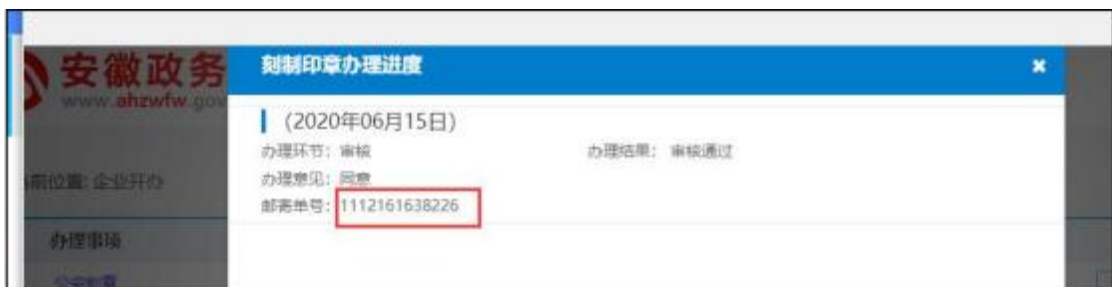 安徽政务
www.ahzwfw.gov
刻制印章办理进度
(2020年06月15日)
办理环节：审核
办理结果：审核通过
办理意见：同意
邮寄单号：1112161638226
前位置: 企业开办
办理事项